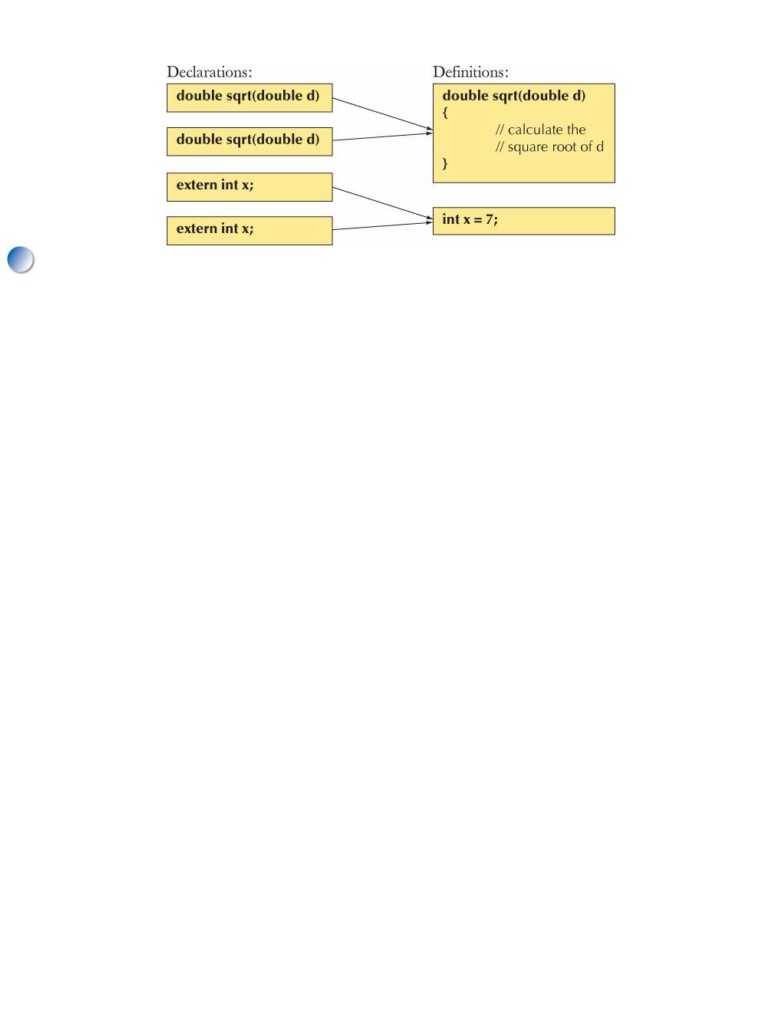 Declarations:
double sqrt(double d)
double sqrt(double d)
extern int x;
extern int x;
Definitions:
double sqrt(double d)
{
// calculate the
// square root of d
}
int x = 7;